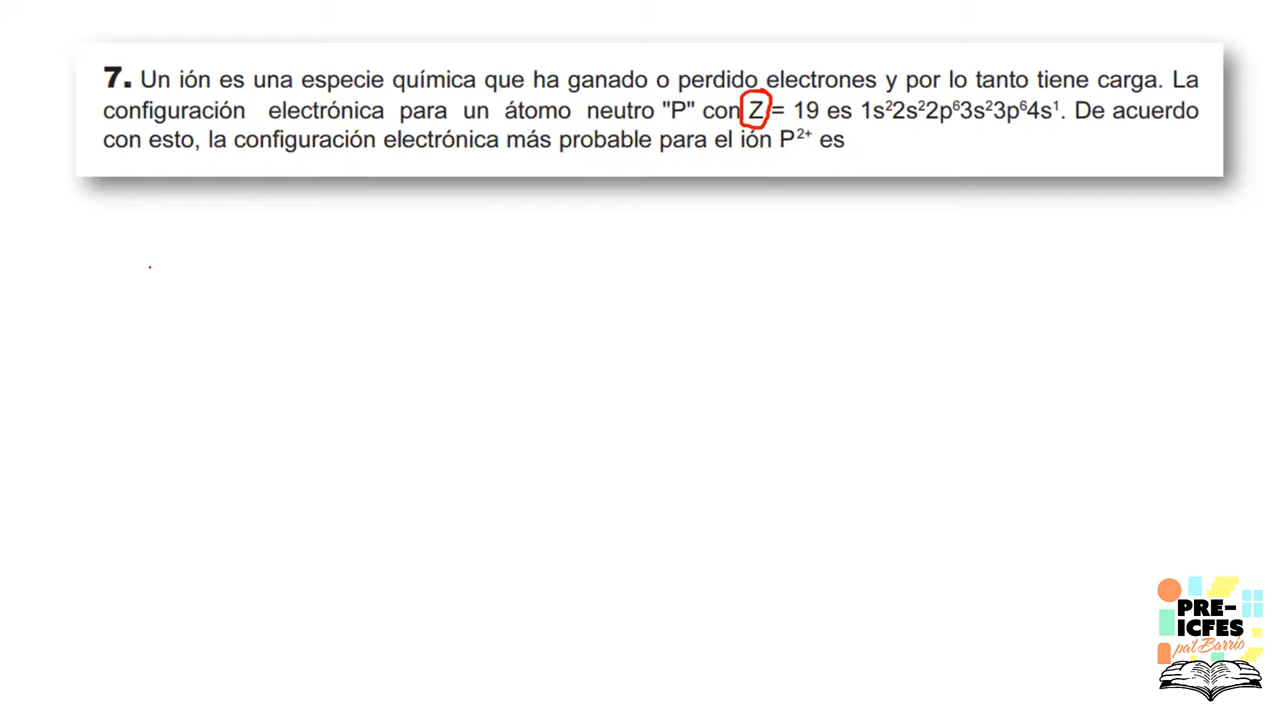 7. Un ión es una especie química que ha ganado o perdido electrones y por lo tanto tiene carga. La
configuración electrónica para un átomo neutro "P" con Z = 19 es 1s²2s²2p⁶3s²3p⁶4s¹. De acuerdo
con esto, la configuración electrónica más probable para el ión P²⁺ es
PRE-
ICFES
pa'l Barrio